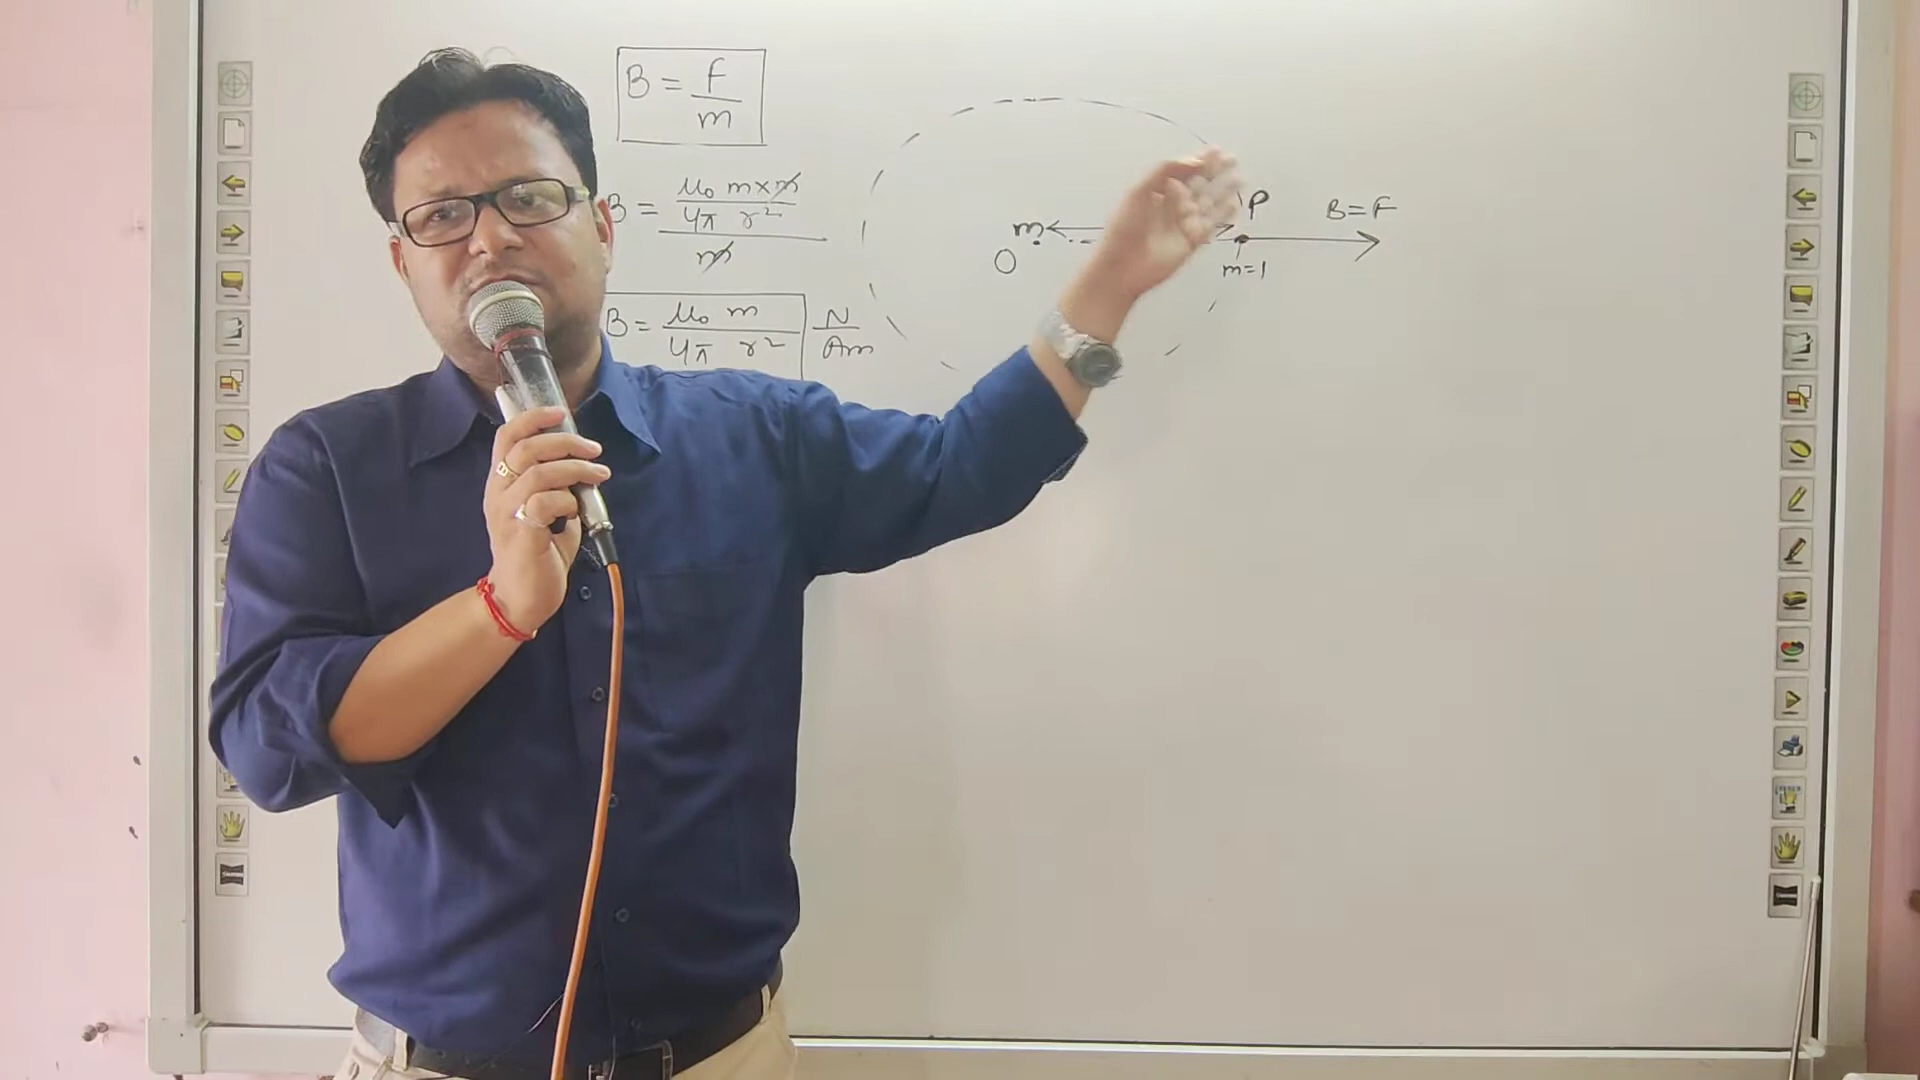 B = F/m
B = (μ₀/4π m×m/r²)/m
B = μ₀/4π m/r² N/Am
m
O
P
m=1
B=F